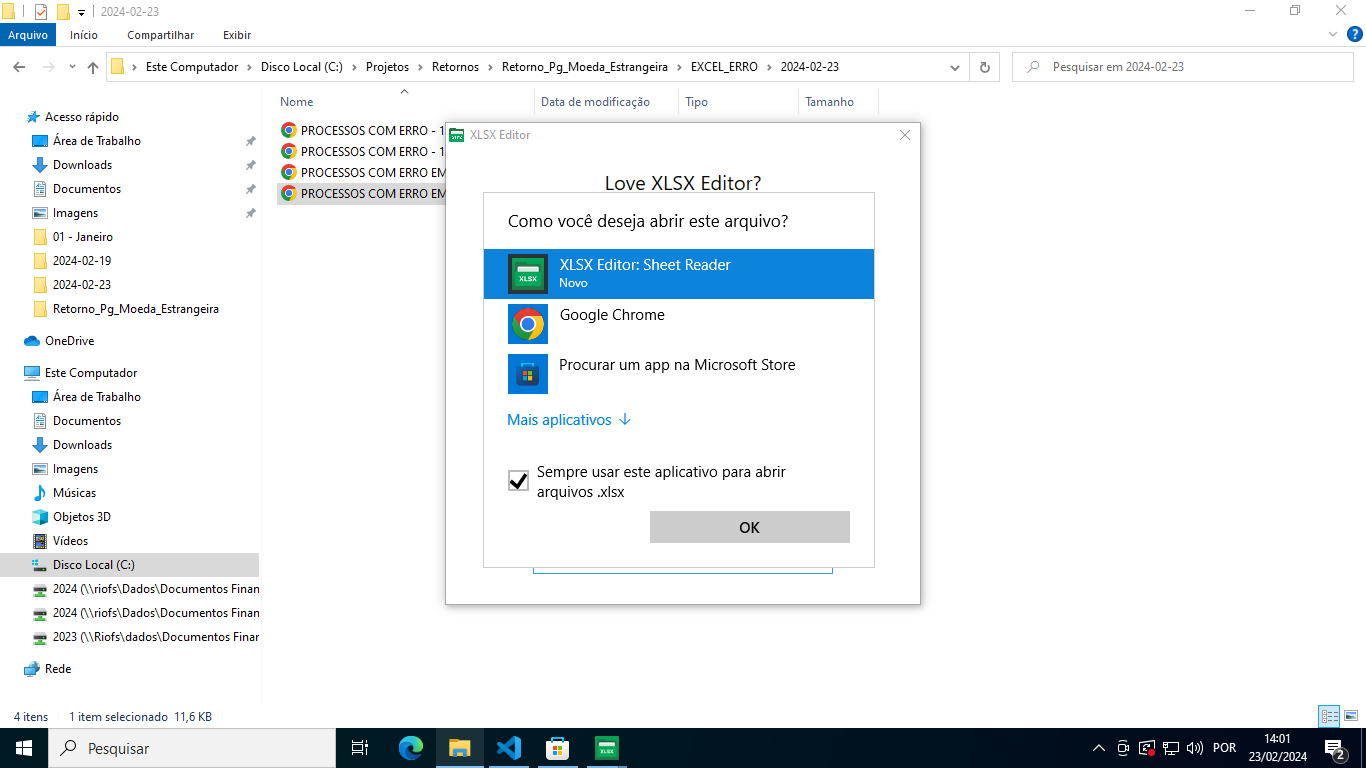 2024-02-23
Arquivo Início Compartilhar Exibir
Este Computador Disco Local (C:) Projetos Retornos Retorno_Pg_Moeda_Estrangeira EXCEL_ERRO 2024-02-23
Pesquisar em 2024-02-23
Acesso rápido
Área de Trabalho
Downloads
Documentos
Imagens
01 - Janeiro
2024-02-19
2024-02-23
Retorno_Pg_Moeda_Estrangeira
OneDrive
Este Computador
Área de Trabalho
Documentos
Downloads
Imagens
Músicas
Objetos 3D
Vídeos
Disco Local (C:)
2024 (\\riofs\Dados\Documentos Finan
2024 (\\riofs\Dados\Documentos Finan
2023 (\\Riofs\dados\Documentos Finan
Rede
Nome Data de modificação Tipo Tamanho
PROCESSOS COM ERRO - 1
PROCESSOS COM ERRO - 1
PROCESSOS COM ERRO EM
PROCESSOS COM ERRO EM
XLSX Editor
Love XLSX Editor?
Como você deseja abrir este arquivo?
XLSX
XLSX Editor: Sheet Reader
Novo
Google Chrome
Procurar um app na Microsoft Store
Mais aplicativos
Sempre usar este aplicativo para abrir
arquivos .xlsx
OK
4 itens 1 item selecionado 11,6 KB
Pesquisar
XLSX
POR
14:01
23/02/2024
2